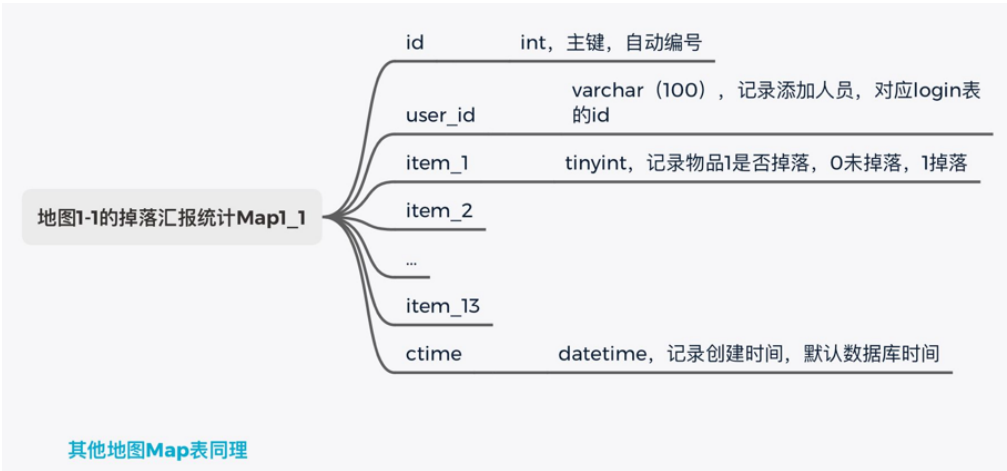 id int，主键，自动编号
varchar（100），记录添加人员，对应login表
user_id 的id
item_1 tinyint，记录物品1是否掉落，0未掉落，1掉落
地图1-1的掉落汇报统计Map1_1
item_2
...
item_13
ctime datetime，记录创建时间，默认数据库时间
其他地图Map表同理